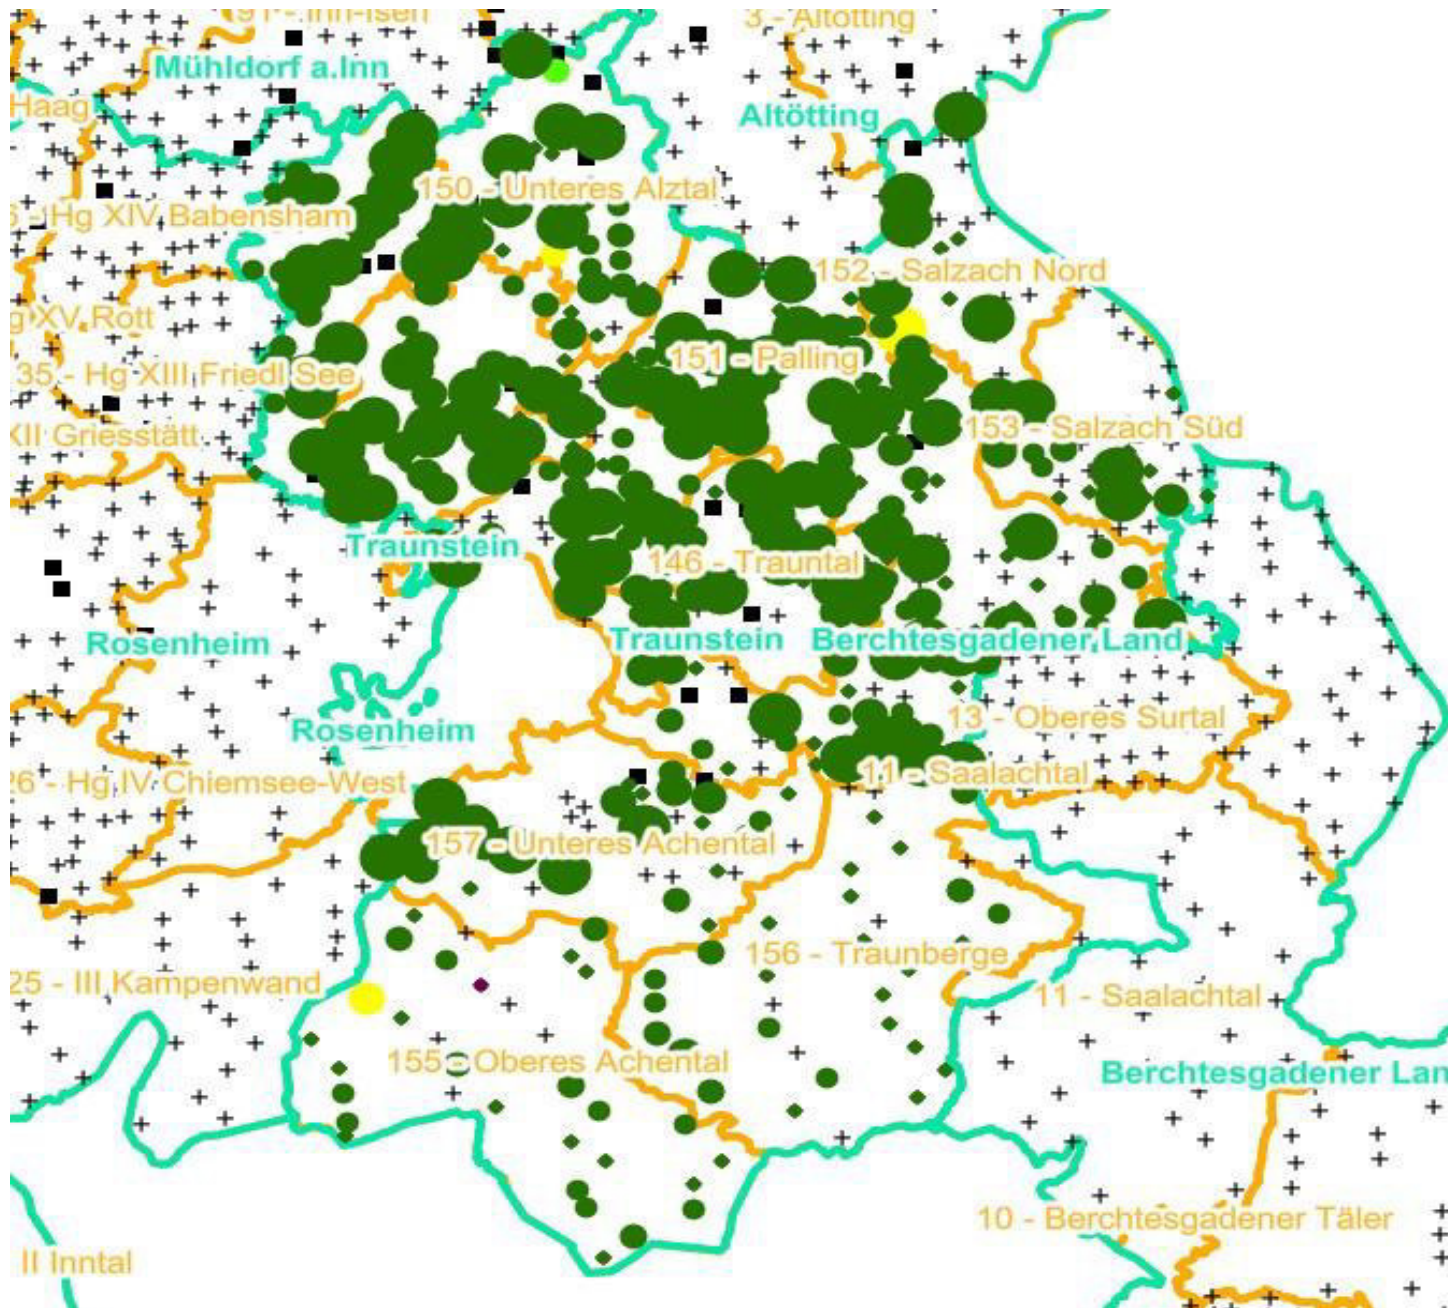 91 - Inn-Isen
3 - Altötting
Mühldorf a.Inn
Haag
Altötting
150 - Unteres Alztal
Hg XIV Babensham
152 - Salzach Nord
XV Rott
151 - Palling
35 - Hg XIII Friedl See
153 - Salzach Süd
XII Griesstätt
Traunstein
146 - Trauntal
Rosenheim
Traunstein
Berchtesgadener Land
13 - Oberes Surtal
Rosenheim
11 - Saalachtal
26 - Hg IV Chiemsee-West
157 - Unteres Achental
156 - Traunberge
25 - III Kampenwand
11 - Saalachtal
155 - Oberes Achental
Berchtesgadener Lan
10 - Berchtesgadener Täler
II Inntal